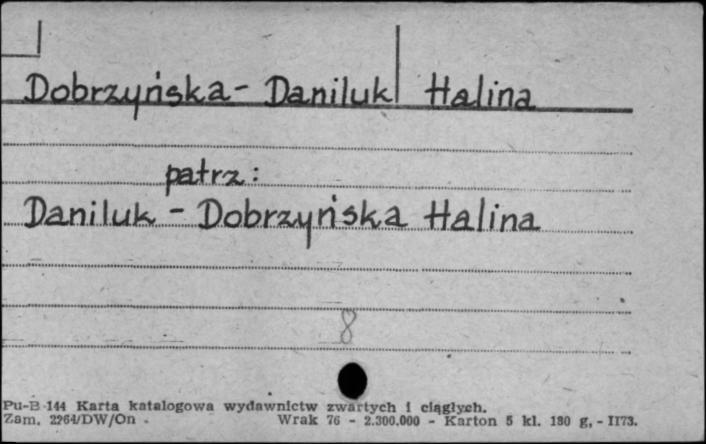 Dobrzyńska - Daniluk Halina
patrz:
Daniluk - Dobrzyńska Halina
8
Pu-B-144 Karta katalogowa wydawnictw zwartych i ciągłych.
Zam. 2264/DW/On . Wrak 76 - 2.300.000 - Karton 5 kl. 180 g, - II73.